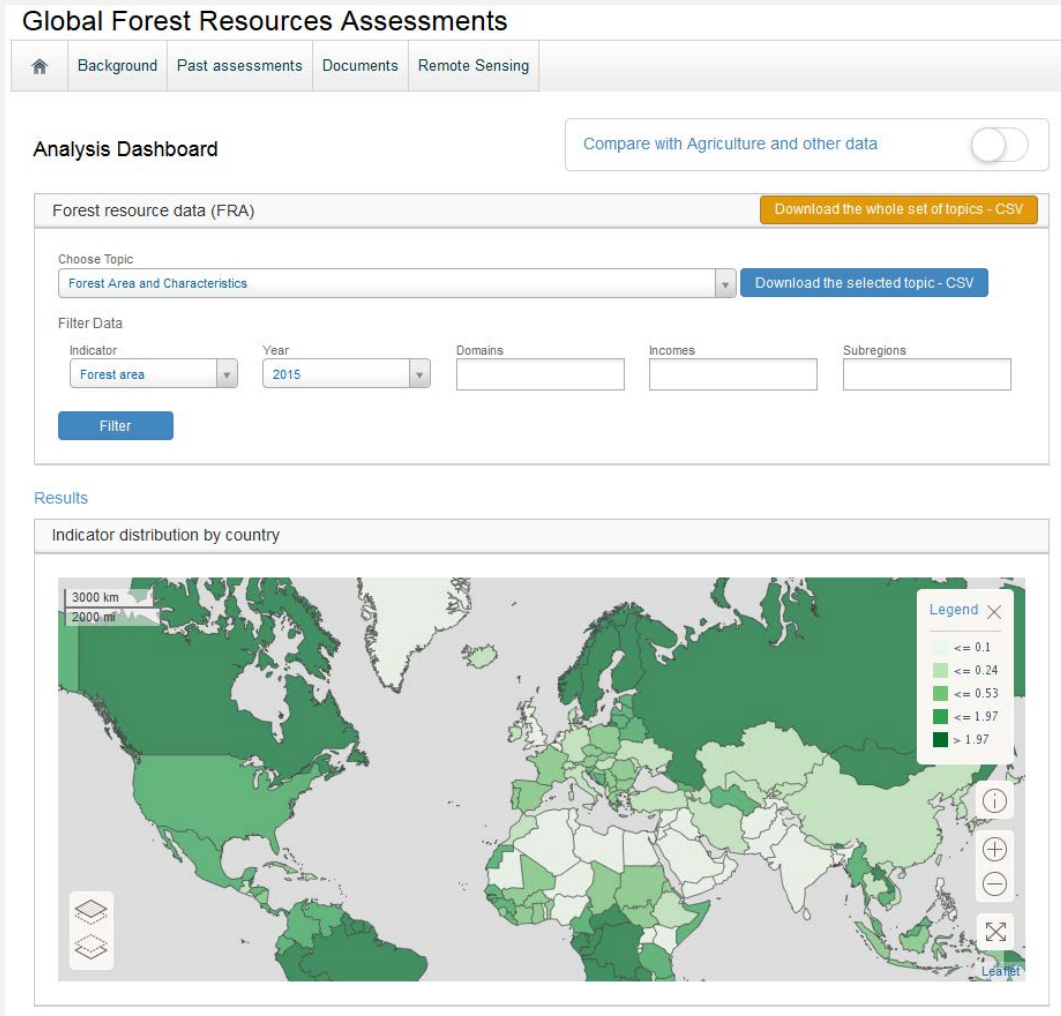 Global Forest Resources Assessments
Background Past assessments Documents Remote Sensing
Analysis Dashboard
Compare with Agriculture and other data
Forest resource data (FRA)
Download the whole set of topics - CSV
Choose Topic
Forest Area and Characteristics
Download the selected topic - CSV
Filter Data
Indicator Year Domains Incomes Subregions
Forest area 2015
Filter
Results
Indicator distribution by country
3000 km
2000 mi
Legend
<= 0.1
<= 0.24
<= 0.53
<= 1.97
> 1.97
Leaflet